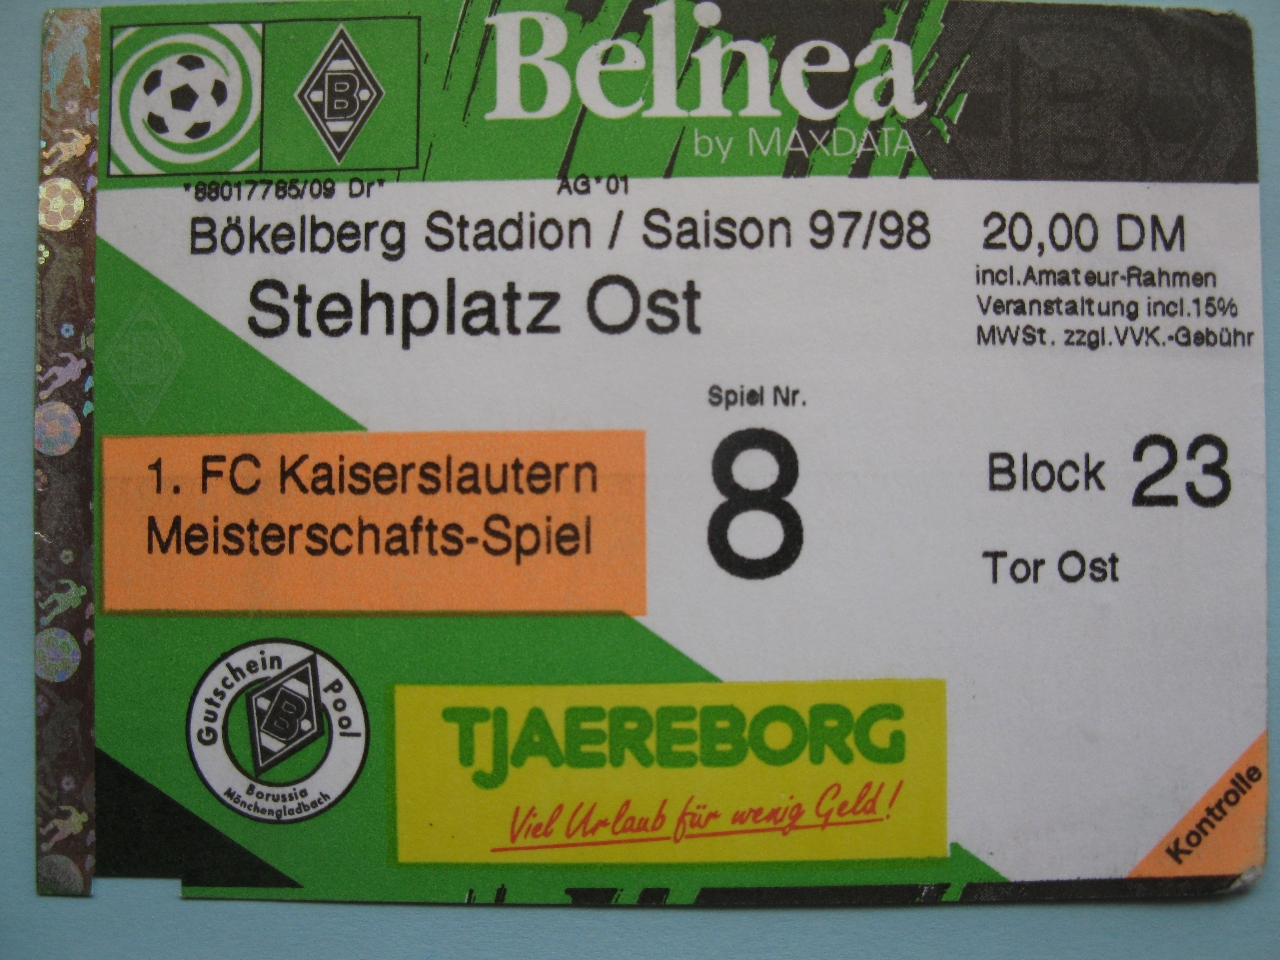 Belinea
by MAXDATA
B
*88017785/09 Dr* AG*01
Bökelberg Stadion / Saison 97/98
20,00 DM
Stehplatz Ost
incl.Amateur-Rahmen
Veranstaltung incl.15%
MWSt. zzgl.VVK.-Gebühr
Spiel Nr.
8
1. FC Kaiserslautern
Meisterschafts-Spiel
Block 23
Tor Ost
Gutschein Pool
B
Borussia
Mönchengladbach
TJAEREBORG
Viel Urlaub für wenig Geld!
Kontrolle